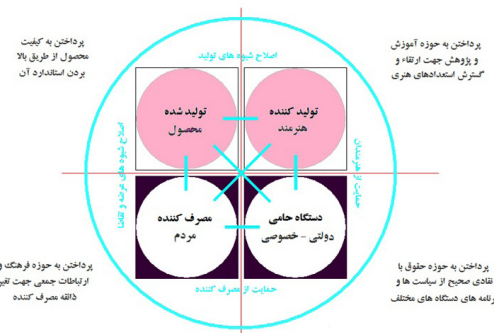 پرداختن به حوزه آموزش
و پژوهش جهت ارتقاء و
گسترش استعدادهای هنری
پرداختن به کیفیت
محصول از طریق بالا
بردن استاندارد آن
اصلاح شیوه های تولید
تولید کننده
هنرمند
تولید شده
محصول
حمایت از هنرمندان
اصلاح شیوه های عرضه و تقاضا
دستگاه حامی
دولتی - خصوصی
مصرف کننده
مردم
حمایت از مصرف کننده
پرداختن به حوزه حقوق با
نقادی صحیح از سیاست ها و
برنامه های دستگاه های مختلف
پرداختن به حوزه فرهنگ و
ارتباطات جمعی جهت تغیر
ذائقه مصرف کننده